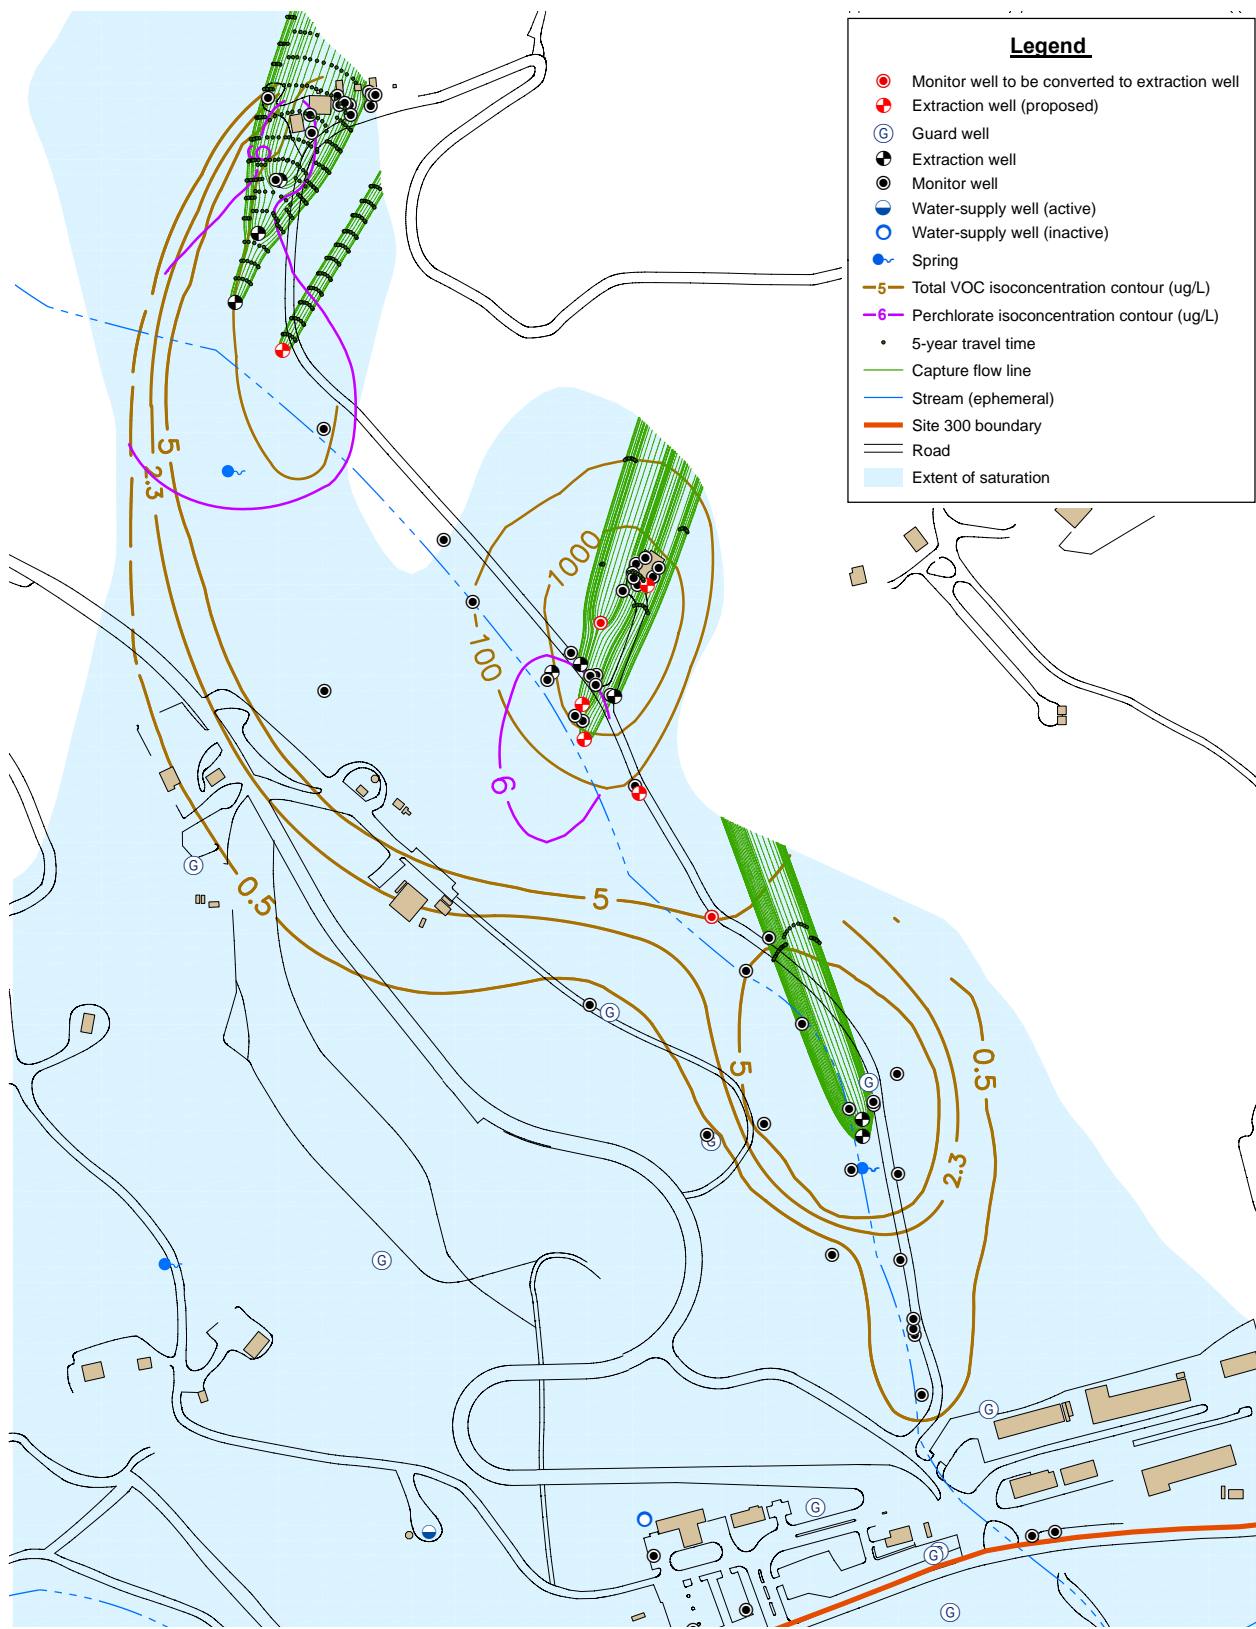 Legend
Monitor well to be converted to extraction well
Extraction well (proposed)
G Guard well
Extraction well
Monitor well
Water-supply well (active)
Water-supply well (inactive)
Spring
5 Total VOC isoconcentration contour (ug/L)
6 Perchlorate isoconcentration contour (ug/L)
5-year travel time
Capture flow line
Stream (ephemeral)
Site 300 boundary
Road
Extent of saturation
5
2.3
1000
100
6
G
0.5
5
G
5
G
0.5
G
2.3
G
G
G
G
G